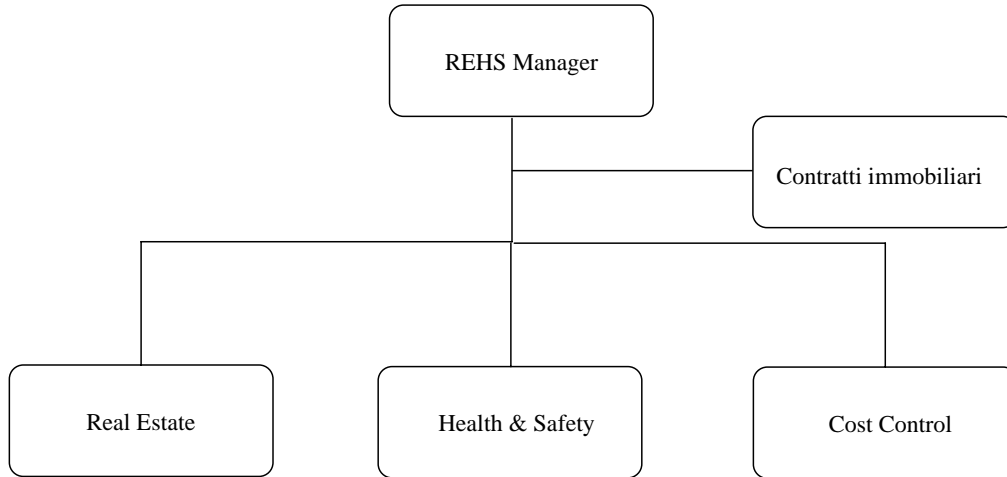 REHS Manager
Contratti immobiliari
Real Estate
Health & Safety
Cost Control